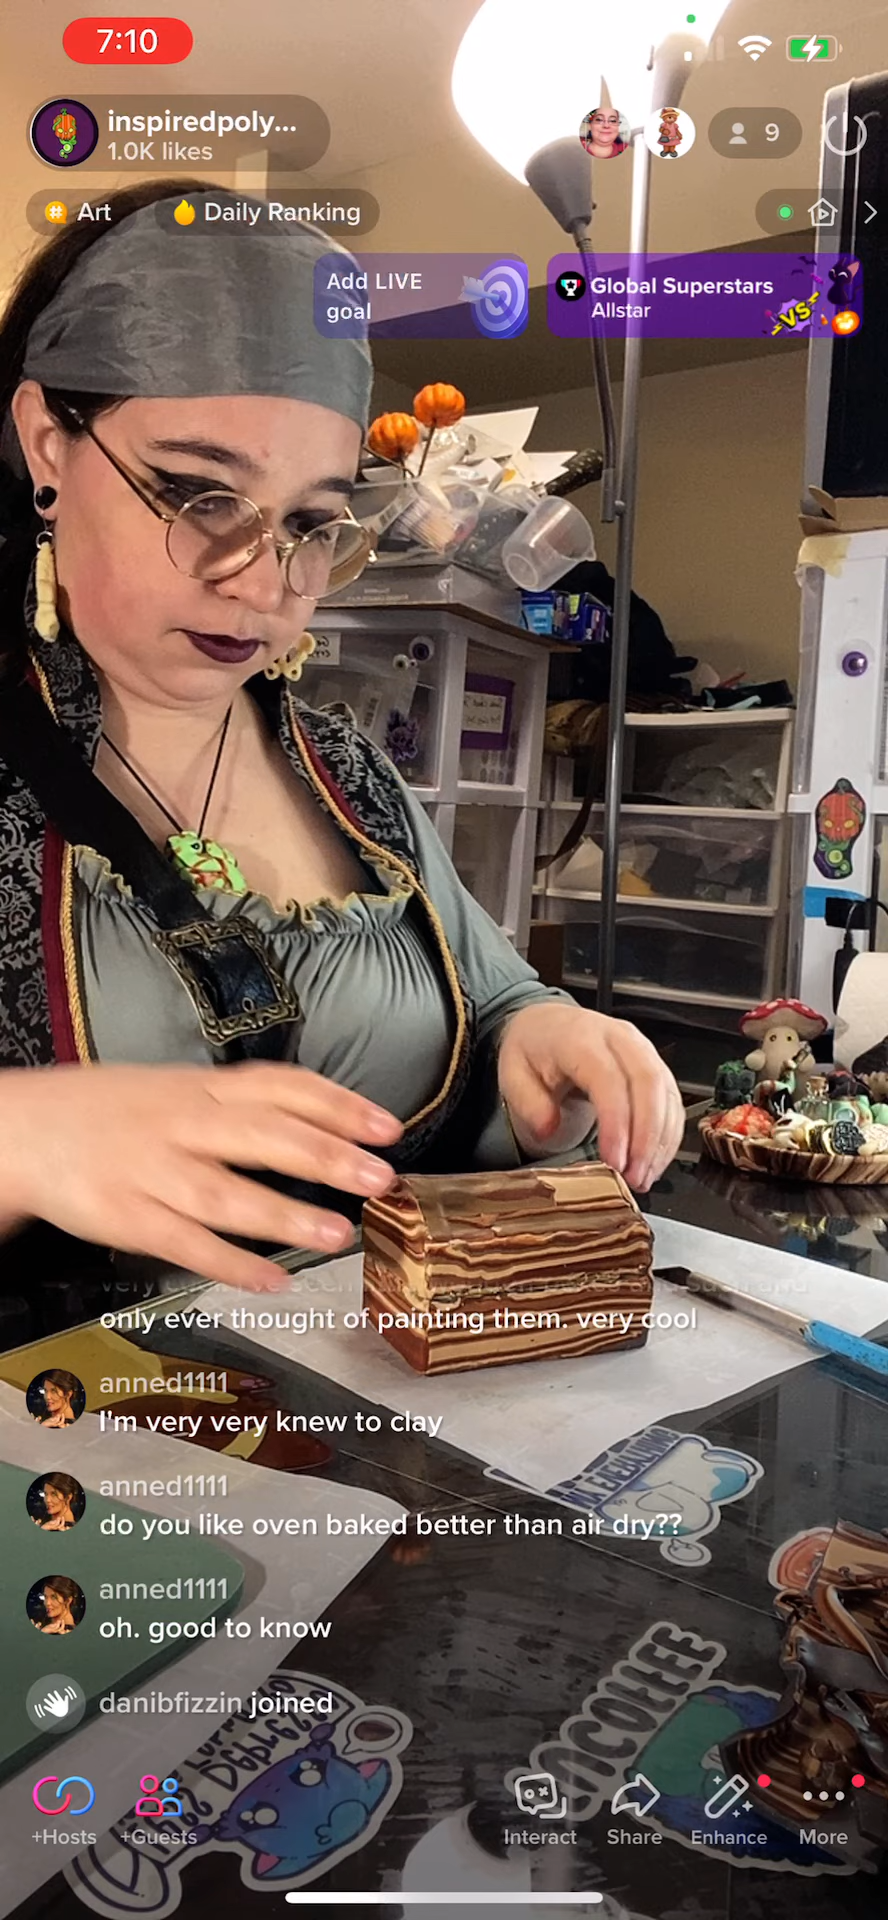 7:10
inspiredpoly...
1.0K likes
9
Art
Daily Ranking
Add LIVE
goal
Global Superstars
Allstar
VS
only ever thought of painting them. very cool
anned1111
I'm very very knew to clay
anned1111
do you like oven baked better than air dry??
anned1111
oh. good to know
danibfizzin joined
COFFEE
+Hosts
+Guests
Interact
Share
Enhance
More